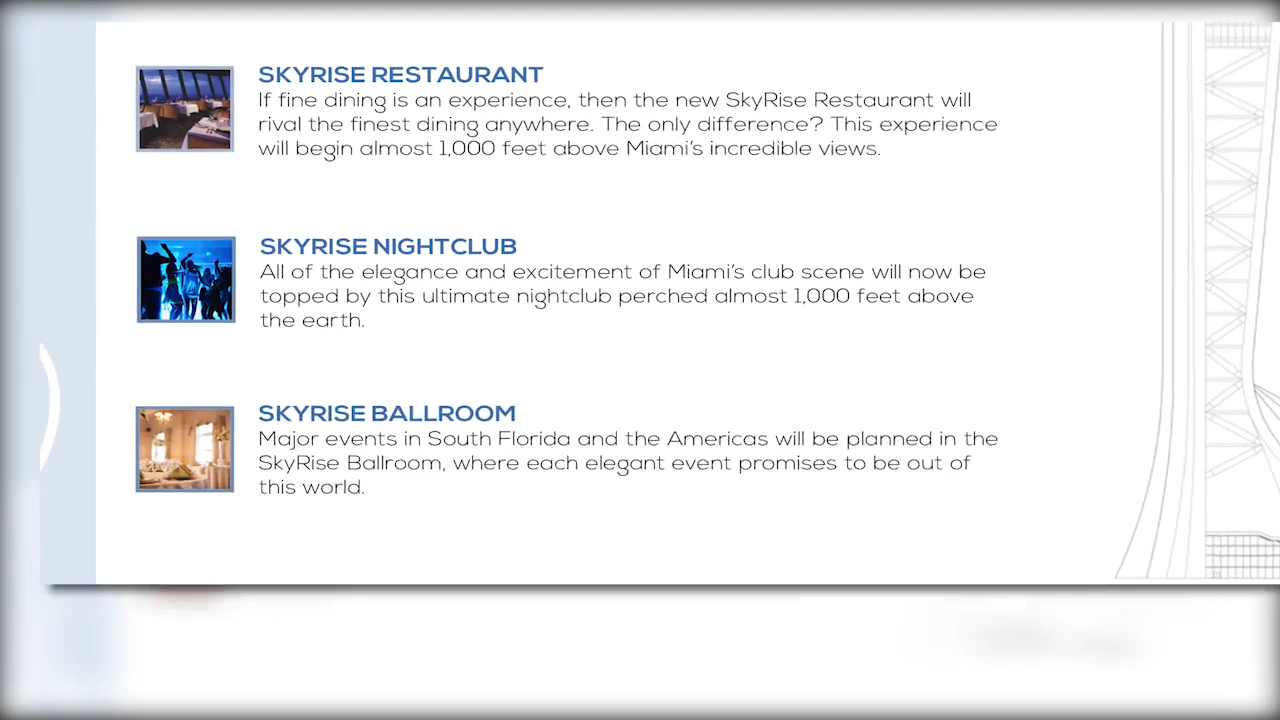 SKYRISE RESTAURANT
If fine dining is an experience, then the new SkyRise Restaurant will
rival the finest dining anywhere. The only difference? This experience
will begin almost 1,000 feet above Miami's incredible views.
SKYRISE NIGHTCLUB
All of the elegance and excitement of Miami's club scene will now be
topped by this ultimate nightclub perched almost 1,000 feet above
the earth.
SKYRISE BALLROOM
Major events in South Florida and the Americas will be planned in the
SkyRise Ballroom, where each elegant event promises to be out of
this world.